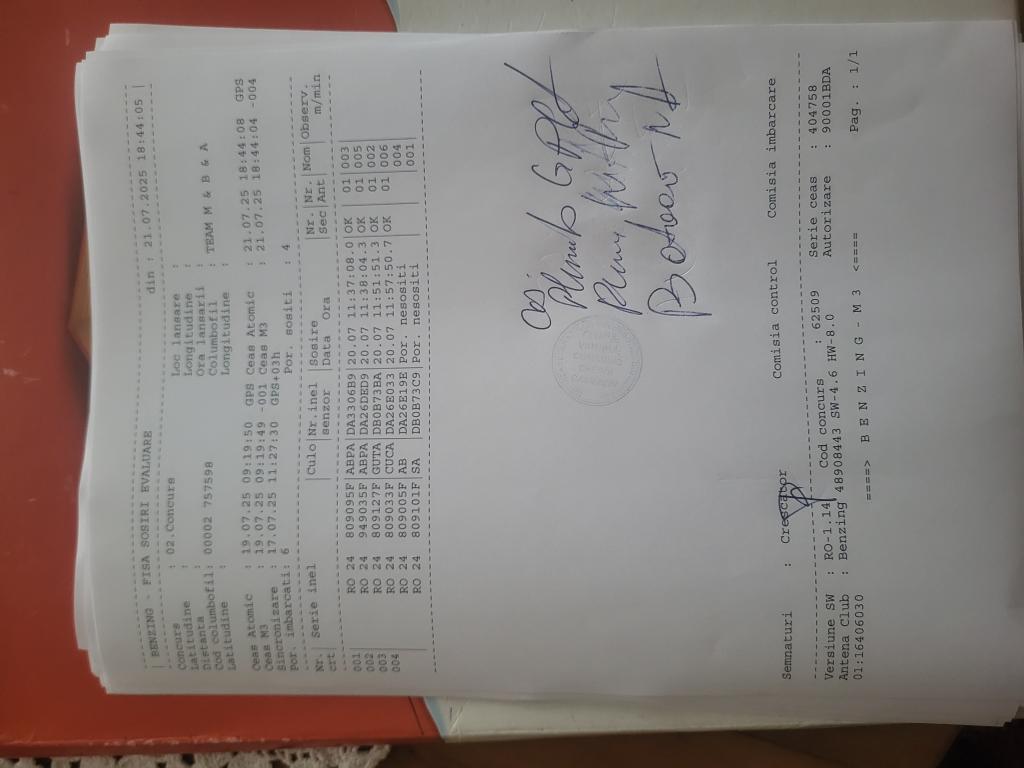 BENZING - FISA SOSIRI EVALUARE din : 21.07.2025 18:44:05
Concurs : 02.Concurs Loc lansare :
Latitudine : Longitudine :
Distanta : Ora lansarii :
Cod columbofil: 00002 757598 Columbofil : TEAM M & B & A
Latitudine : Longitudine :
Ceas Atomic : 19.07.25 09:19:50 GPS Ceas Atomic : 21.07.25 18:44:08 GPS
Ceas M3 : 19.07.25 09:19:49 -001 Ceas M3 : 21.07.25 18:44:04 -004
Sincronizare : 17.07.25 11:27:30 GPS+03h
Por. imbarcati: 6 Por. sositi : 4
Nr. | Serie inel |Culo|Nr.inel |Sosire |Nr.|Nr.|Nom|Observ.
crt senzor Data Ora Sec Ant m/min
001 RO 24 809095F|ABPA|DA3306B9|20.07 11:37:08.0 OK 01|003|
002 RO 24 949035F|ABPA|DA26DED9|20.07 11:38:04.3 OK 01|005|
003 RO 24 809127F|GUTA|DB0B73BA|20.07 11:51:51.3 OK 01|002|
004 RO 24 809033F|CUCA|DA26E033|20.07 11:57:50.7 OK 01|006|
RO 24 809005F|AB |DA26E19E|Por. nesositi |004|
RO 24 809101F|SA |DB0B73C9|Por. nesositi |001|
Semnaturi : Crescator Comisia control Comisia imbarcare
Versiune SW : RO-1.14 Cod concurs : 62509 Serie ceas : 404758
Antena Club : Benzing 48908443 SW-4.6 HW-8.0 Autorizare : 90001BDA
01:16406030
====> B E N Z I N G - M 3 <==== Pag. : 1/1